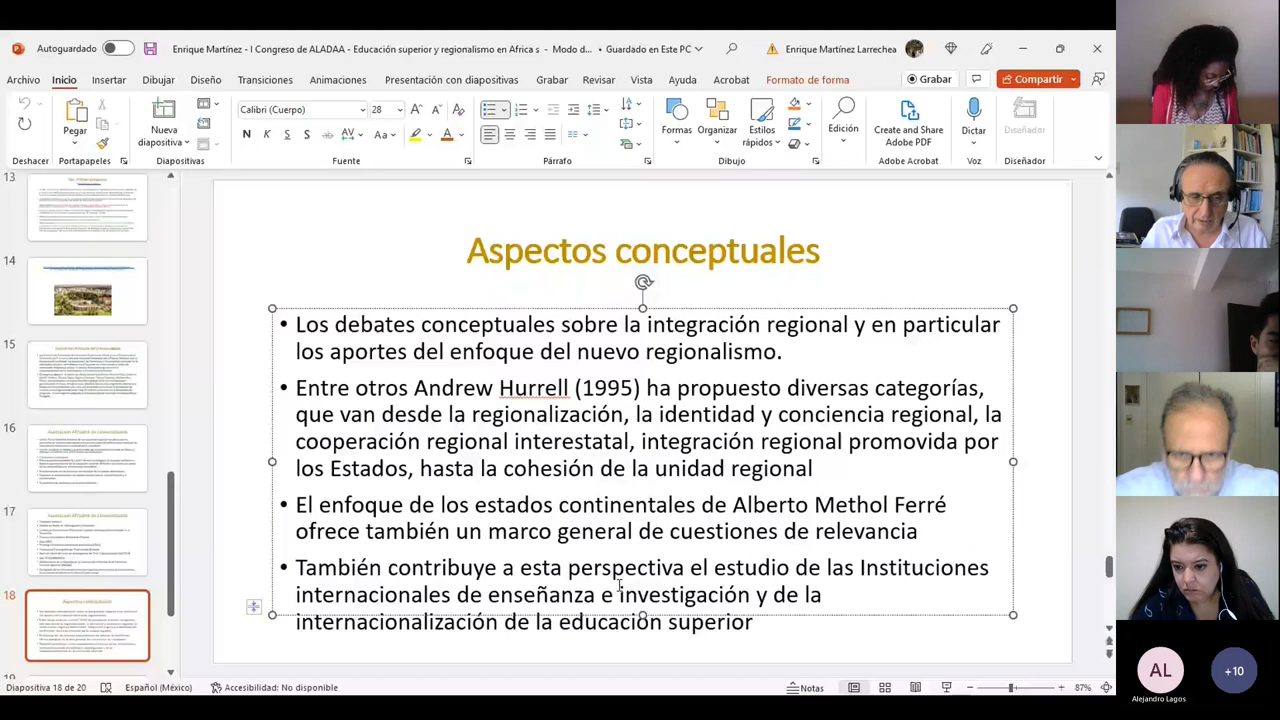 Autoguardado
Enrique Martínez - I Congreso de ALADAA - Educación superior y regionalismo en Africa s - Modo d... • Guardado en Este PC
Enrique Martínez Larrechea
Archivo Inicio Insertar Dibujar Diseño Transiciones Animaciones Presentación con diapositivas Grabar Revisar Vista Ayuda Acrobat Formato de forma
Grabar
Compartir
Calibri (Cuerpo) 28
Pegar
Nueva diapositiva
N K S S ab AV Aa A
Formas
Organizar
Estilos rápidos
Edición
Create and Share Adobe PDF
Dictar
Diseñador
Deshacer Portapapeles Diapositivas Fuente Párrafo Dibujo Adobe Acrobat Voz Diseñador
13
14
15
16
17
18
19
Aspectos conceptuales
• Los debates conceptuales sobre la integración regional y en particular
los aportes del enfoque del nuevo regionalismo.
• Entre otros Andrew Hurrell (1995) ha propuesto diversas categorías,
que van desde la regionalización, la identidad y conciencia regional, la
cooperación regional interestatal, integración regional promovida por
los Estados, hasta la cohesión de la unidad regional
• El enfoque de los estados continentales de Alberto Methol Ferré
ofrece también un marco general de cuestiones de relevancia
• También contribuye a esta perspectiva el estudio de las Instituciones
internacionales de enseñanza e investigación y de la
internacionalización de la educación superior
Diapositiva 18 de 20
Español (México)
Accesibilidad: No disponible
Notas
87%
AL
Alejandro Lagos
+10